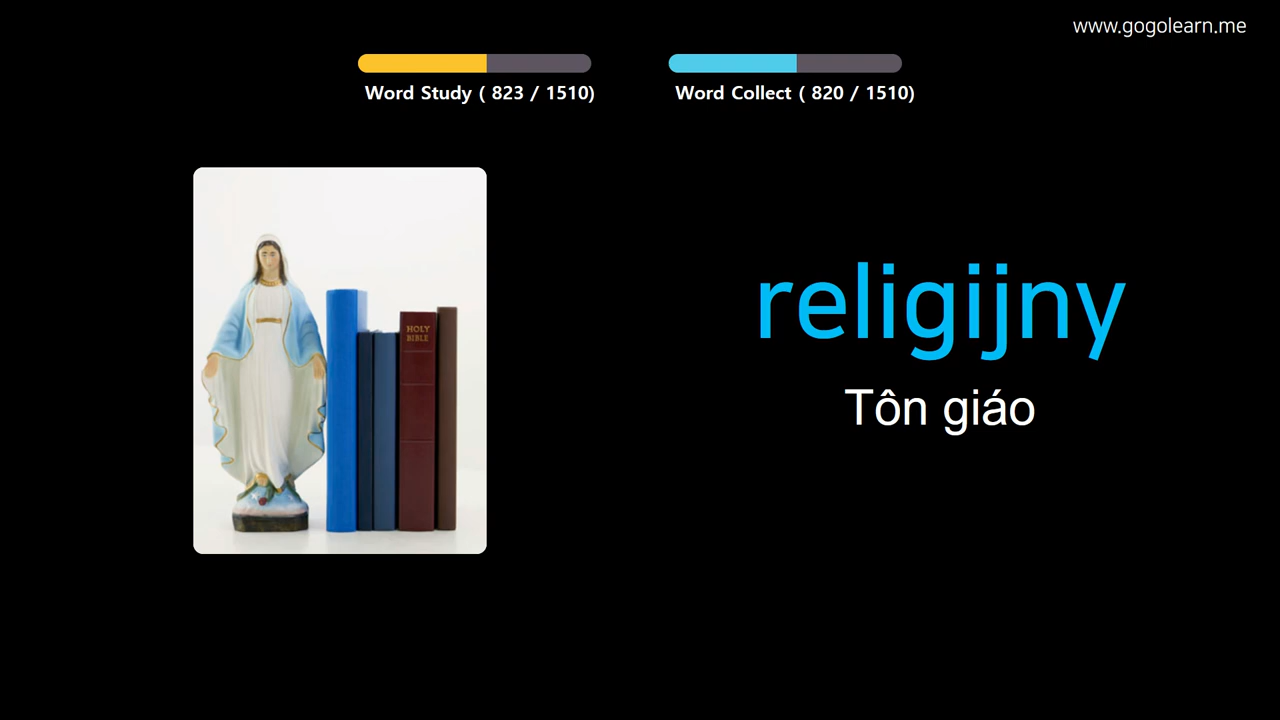 www.gogolearn.me
Word Study ( 823 / 1510)
Word Collect ( 820 / 1510)
HOLY
BIBLE
religijny
Tôn giáo